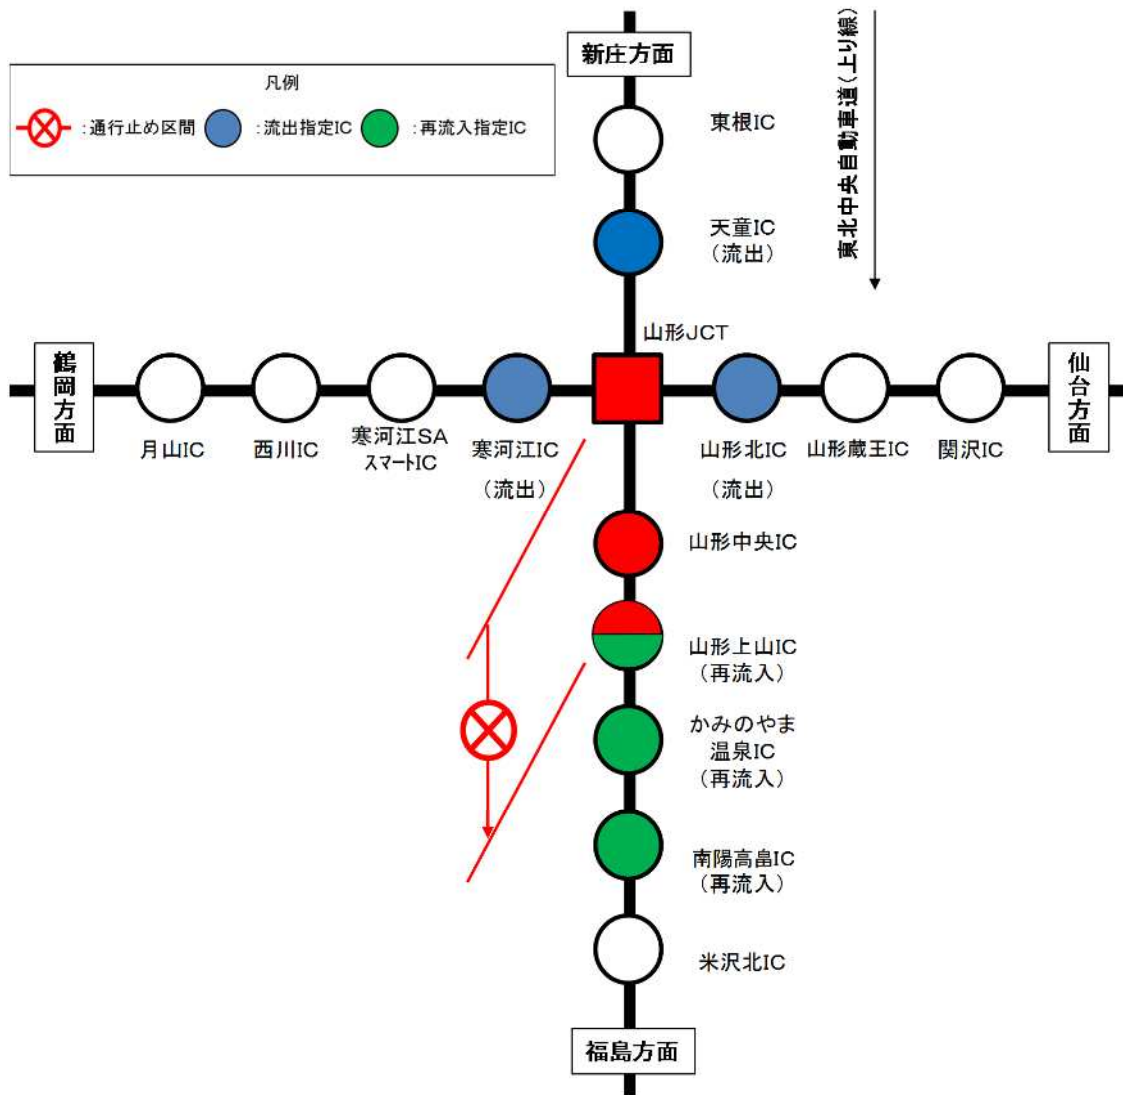 新庄方面
東北中央自動車道(上り線)
凡例
:通行止め区間
:流出指定IC
:再流入指定IC
東根IC
天童IC
(流出)
山形JCT
鶴岡方面
仙台方面
月山IC
西川IC
寒河江SA
スマートIC
寒河江IC
(流出)
山形北IC
(流出)
山形蔵王IC
関沢IC
山形中央IC
山形上山IC
(再流入)
かみのやま
温泉IC
(再流入)
南陽高畠IC
(再流入)
米沢北IC
福島方面